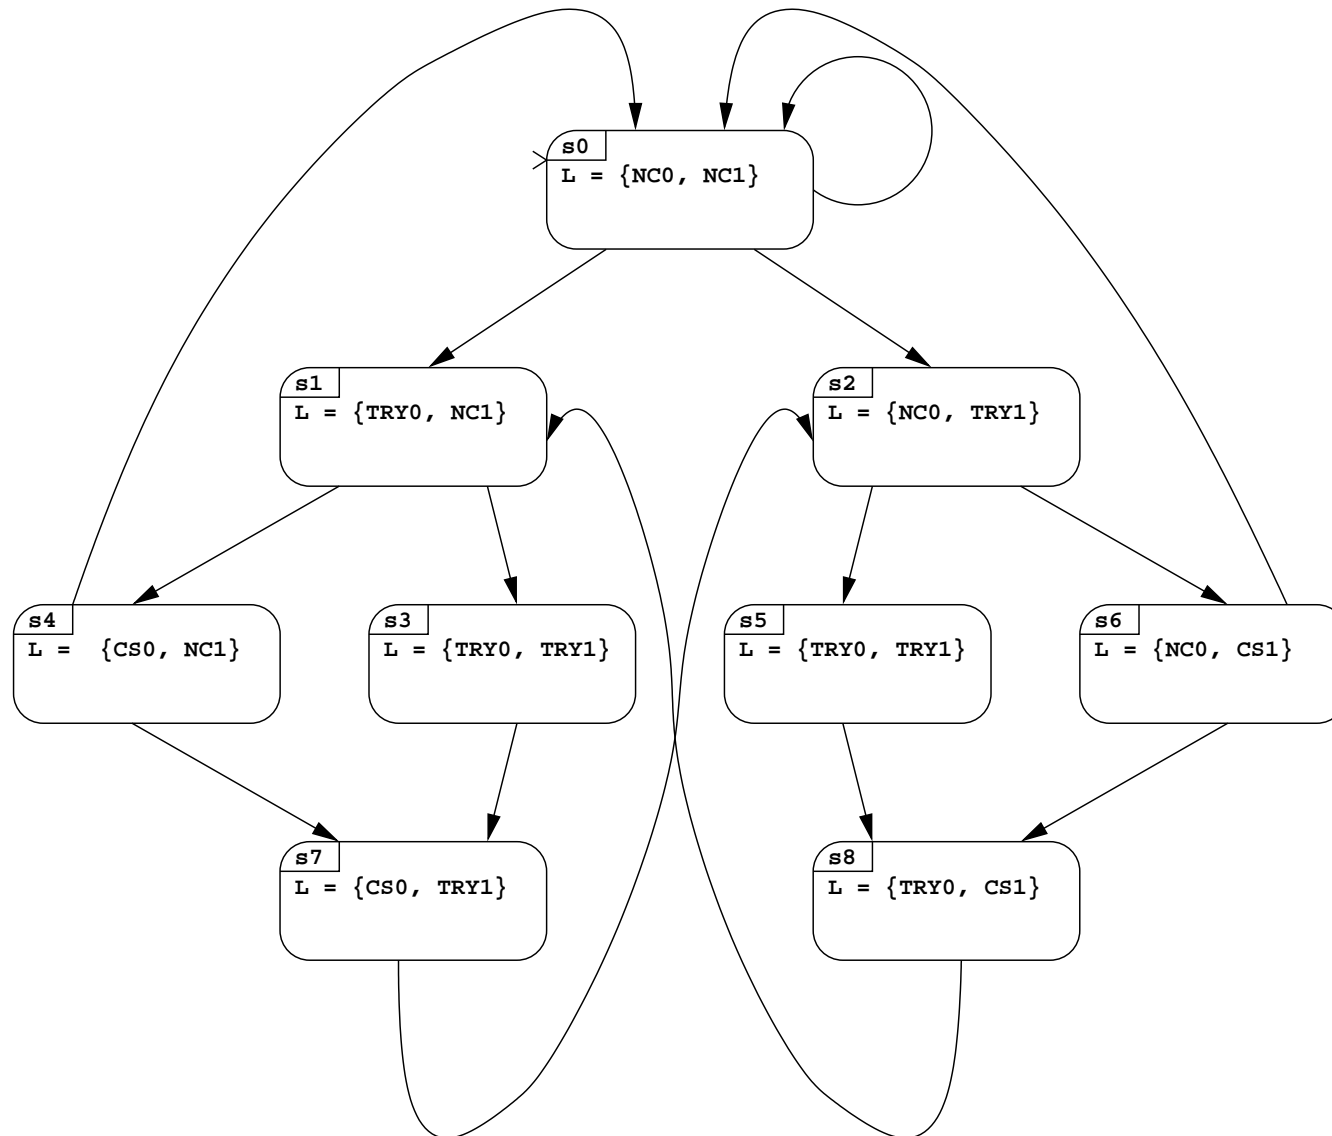 s0
L = {NC0, NC1}
s1
L = {TRY0, NC1}
s2
L = {NC0, TRY1}
s4
L =  {CS0, NC1}
s3
L = {TRY0, TRY1}
s5
L = {TRY0, TRY1}
s6
L = {NC0, CS1}
s7
L = {CS0, TRY1}
s8
L = {TRY0, CS1}